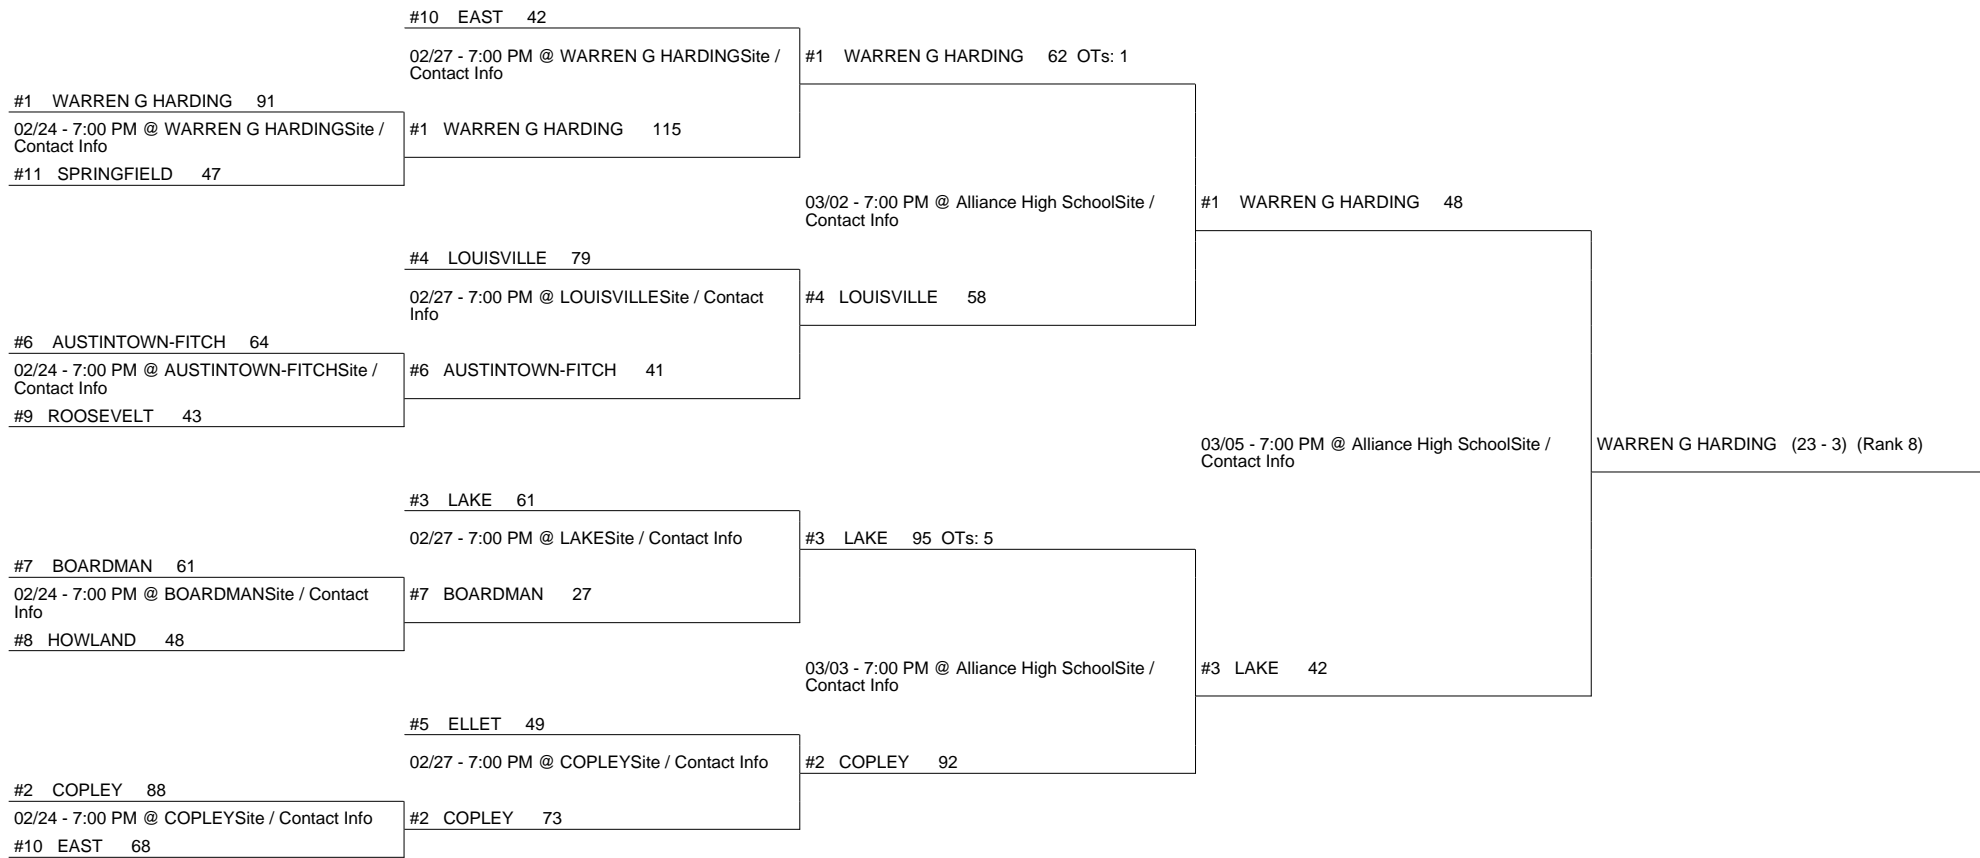 #10 EAST 42
02/27 - 7:00 PM @ WARREN G HARDINGSite /
Contact Info
#1 WARREN G HARDING 62 OTs: 1
#1 WARREN G HARDING 91
02/24 - 7:00 PM @ WARREN G HARDINGSite /
Contact Info
#1 WARREN G HARDING 115
#11 SPRINGFIELD 47
03/02 - 7:00 PM @ Alliance High SchoolSite /
Contact Info
#1 WARREN G HARDING 48
#4 LOUISVILLE 79
02/27 - 7:00 PM @ LOUISVILLESite / Contact
Info
#4 LOUISVILLE 58
#6 AUSTINTOWN-FITCH 64
02/24 - 7:00 PM @ AUSTINTOWN-FITCHSite /
Contact Info
#6 AUSTINTOWN-FITCH 41
#9 ROOSEVELT 43
03/05 - 7:00 PM @ Alliance High SchoolSite /
Contact Info
WARREN G HARDING (23 - 3) (Rank 8)
#3 LAKE 61
02/27 - 7:00 PM @ LAKESite / Contact Info
#3 LAKE 95 OTs: 5
#7 BOARDMAN 61
02/24 - 7:00 PM @ BOARDMANSite / Contact
Info
#7 BOARDMAN 27
#8 HOWLAND 48
03/03 - 7:00 PM @ Alliance High SchoolSite /
Contact Info
#3 LAKE 42
#5 ELLET 49
02/27 - 7:00 PM @ COPLEYSite / Contact Info
#2 COPLEY 92
#2 COPLEY 88
02/24 - 7:00 PM @ COPLEYSite / Contact Info
#2 COPLEY 73
#10 EAST 68